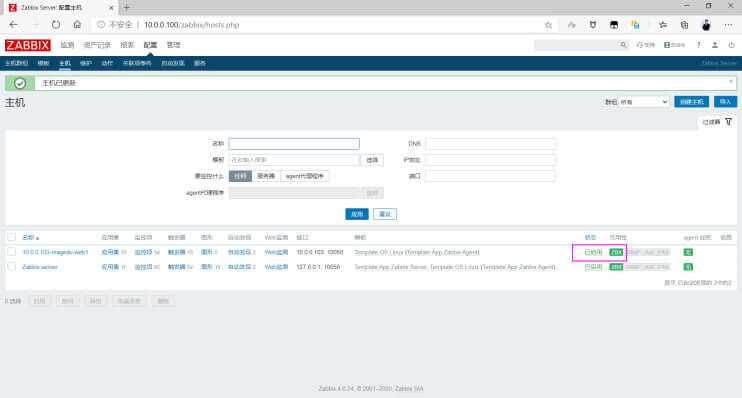 Zabbix Server: 配置主机
不安全 | 10.0.0.100/zabbix/hosts.php
ZABBIX 监测 资产记录 报表 配置 管理 Share
主机群组 模板 主机 维护 动作 关联项事件 自动发现 服务 Zabbix Server
主机已更新
主机 群组 所有 创建主机 导入
过滤器
名称 DNS
模板 在此输入搜索 选择 IP地址
要监控什么 任何 服务器 agent代理程序 端口
agent代理程序 选择
应用 重设
名称 应用集 监控项 触发器 图形 自动发现 Web监测 接口 模板 状态 可用性 agent 加密 信息
10.0.0.103-magedu-web1 应用集 监控项 触发器 图形 自动发现 2 Web监测 10.0.0.103: 10050 Template OS Linux (Template App Zabbix Agent) 已启用 ZBX SNMP JMX IPMI 无
Zabbix server 应用集 11 监控项 触发器 图形 自动发现 2 Web监测 127.0.0.1: 10050 Template App Zabbix Server, Template OS Linux (Template App Zabbix Agent) 已启用 ZBX SNMP JMX IPMI 无
显示 已自动发现的 2中的2
0 选择 启用 禁用 导出 批量更新 删除
Zabbix 4.0.24. © 2001–2020, Zabbix SIA